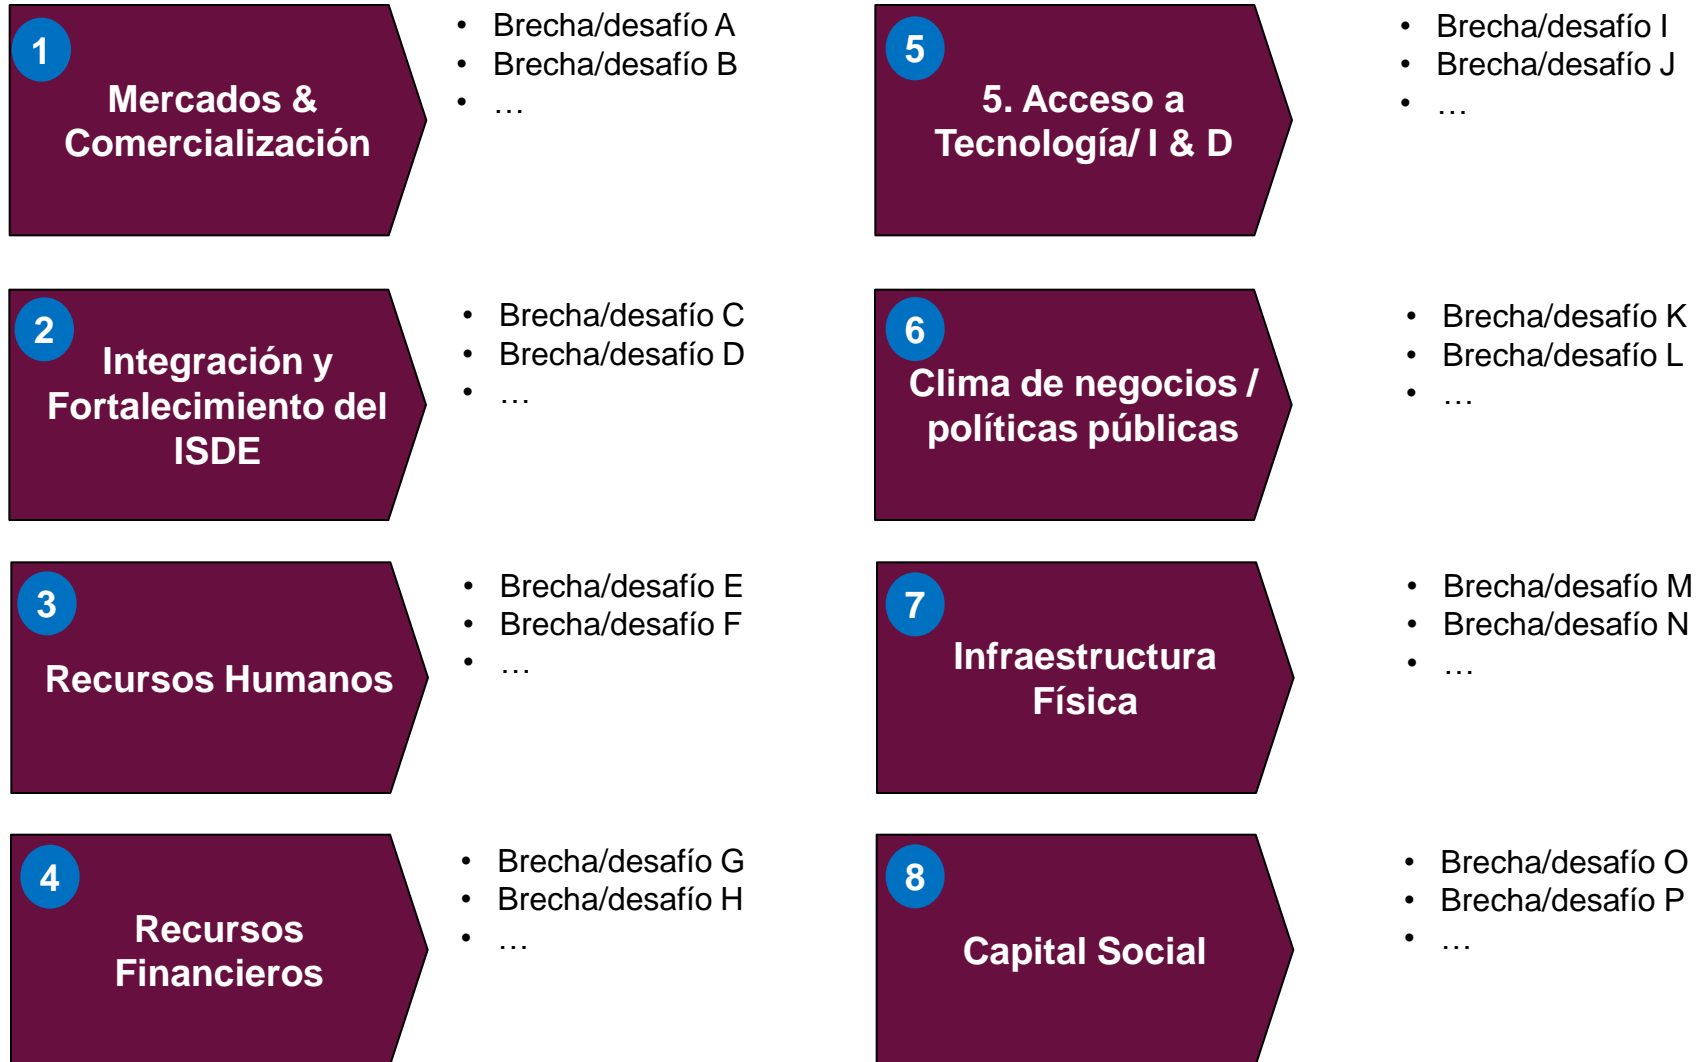 1
Mercados &
Comercialización
• Brecha/desafío A
• Brecha/desafío B
• …
2
Integración y
Fortalecimiento del
ISDE
• Brecha/desafío C
• Brecha/desafío D
• …
3
Recursos Humanos
• Brecha/desafío E
• Brecha/desafío F
• …
4
Recursos
Financieros
• Brecha/desafío G
• Brecha/desafío H
• …
5
5. Acceso a
Tecnología/ I & D
• Brecha/desafío I
• Brecha/desafío J
• …
6
Clima de negocios /
políticas públicas
• Brecha/desafío K
• Brecha/desafío L
• …
7
Infraestructura
Física
• Brecha/desafío M
• Brecha/desafío N
• …
8
Capital Social
• Brecha/desafío O
• Brecha/desafío P
• …